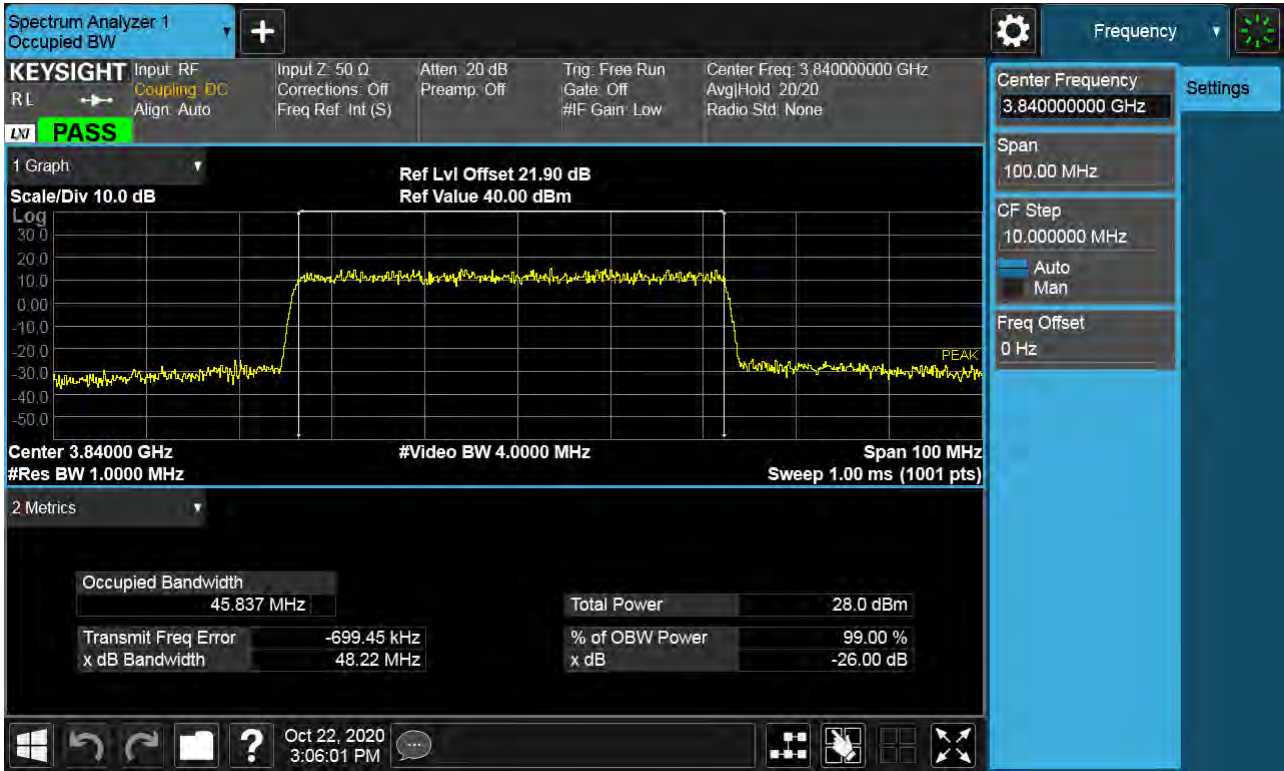 Spectrum Analyzer 1
Occupied BW
+
Frequency
KEYSIGHT
RL
LXI
PASS
Input: RF
Coupling: DC
Align: Auto
Input Z: 50 Ω
Corrections: Off
Freq Ref: Int (S)
Atten: 20 dB
Preamp: Off
Trig: Free Run
Gate: Off
#IF Gain: Low
Center Freq: 3.840000000 GHz
Avg|Hold: 20/20
Radio Std: None
Center Frequency
3.840000000 GHz
Settings
Span
100.00 MHz
CF Step
10.000000 MHz
Auto
Man
Freq Offset
0 Hz
1 Graph
Scale/Div 10.0 dB
Ref Lvl Offset 21.90 dB
Ref Value 40.00 dBm
Log
30.0
20.0
10.0
0.00
-10.0
-20.0
-30.0
-40.0
-50.0
PEAK
Center 3.84000 GHz
#Video BW 4.0000 MHz
Span 100 MHz
#Res BW 1.0000 MHz
Sweep 1.00 ms (1001 pts)
2 Metrics
Occupied Bandwidth
45.837 MHz
Total Power 28.0 dBm
Transmit Freq Error -699.45 kHz
% of OBW Power 99.00 %
x dB Bandwidth 48.22 MHz
x dB -26.00 dB
?
Oct 22, 2020
3:06:01 PM